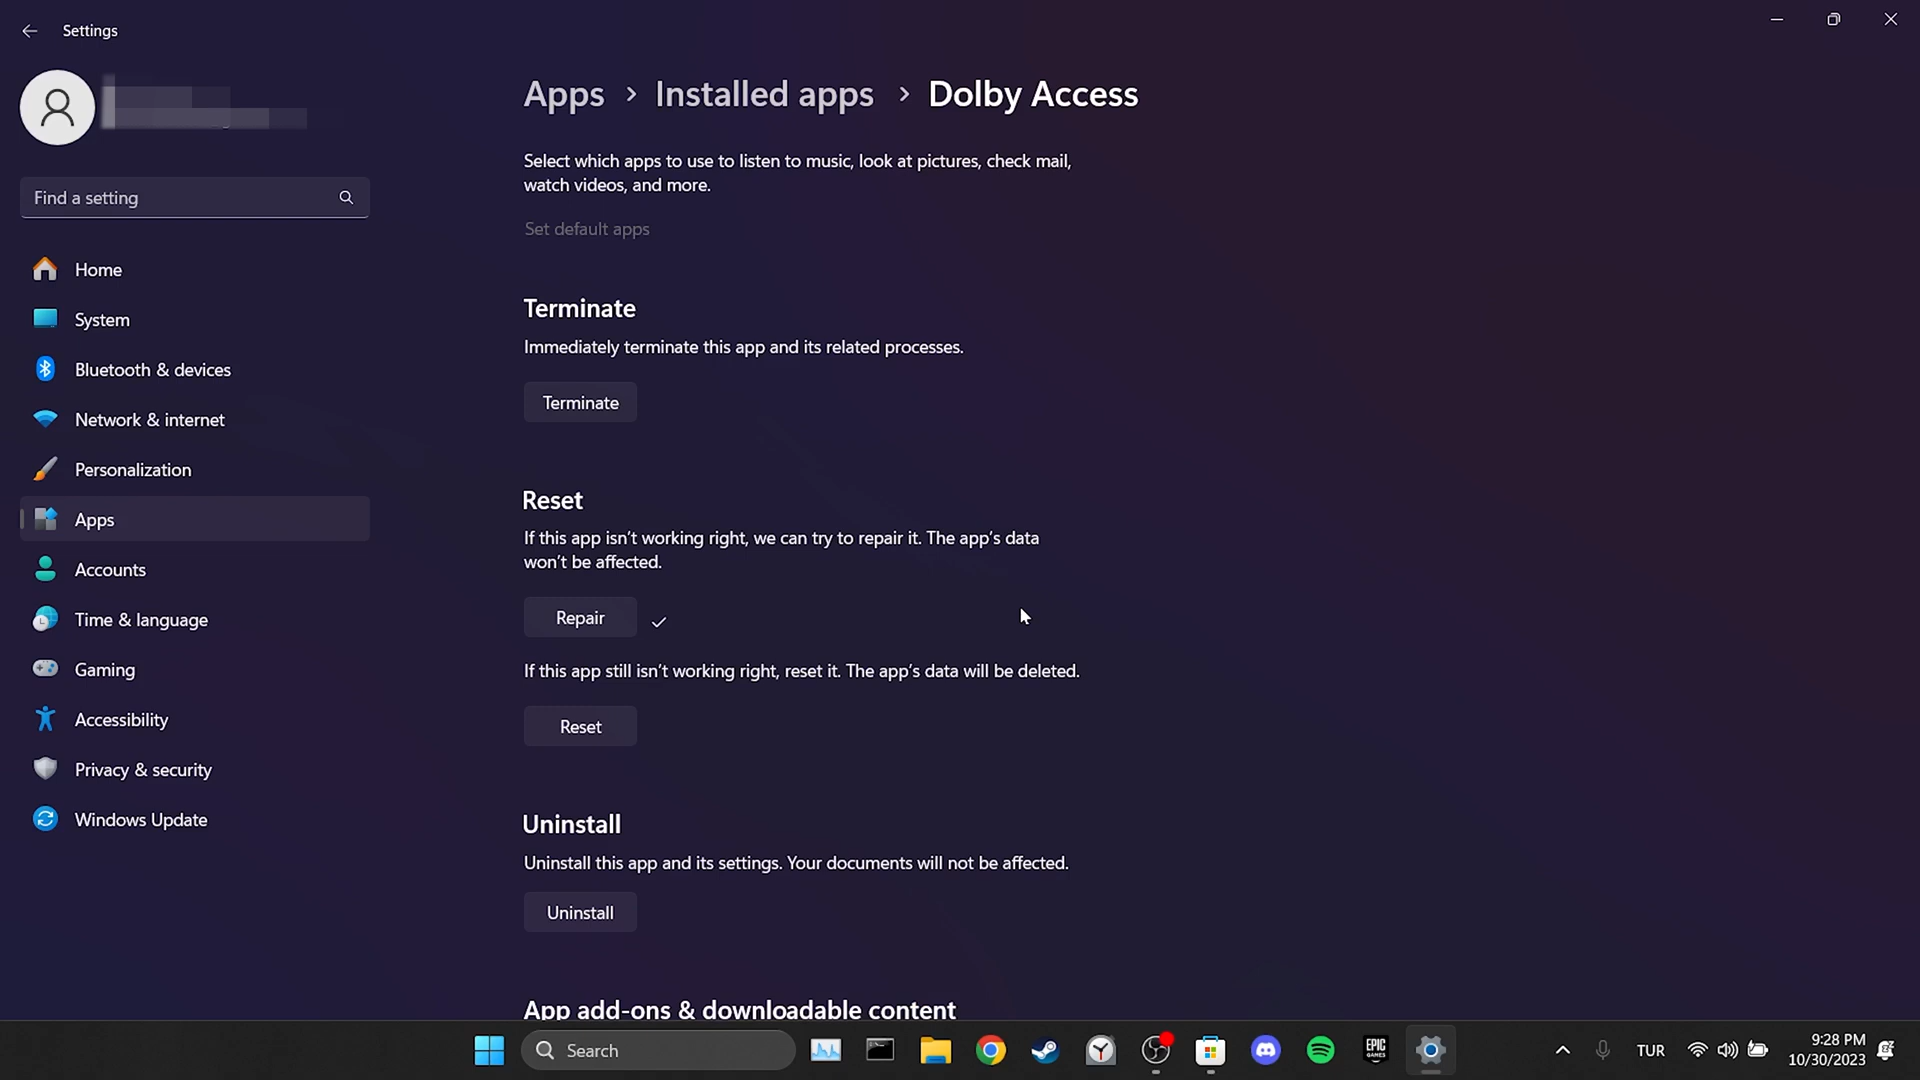 Settings
Find a setting
Home
System
Bluetooth & devices
Network & internet
Personalization
Apps
Accounts
Time & language
Gaming
Accessibility
Privacy & security
Windows Update
Apps > Installed apps > Dolby Access
Select which apps to use to listen to music, look at pictures, check mail,
watch videos, and more.
Set default apps
Terminate
Immediately terminate this app and its related processes.
Terminate
Reset
If this app isn't working right, we can try to repair it. The app's data
won't be affected.
Repair
If this app still isn't working right, reset it. The app's data will be deleted.
Reset
Uninstall
Uninstall this app and its settings. Your documents will not be affected.
Uninstall
App add-ons & downloadable content
Search
EPIC
GAMES
TUR
9:28 PM
10/30/2023